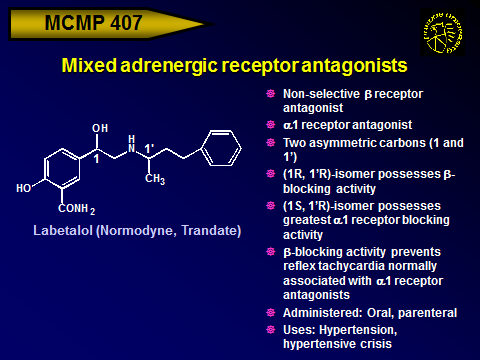 MCMP 407
Mixed adrenergic receptor antagonists
OH
H
N
1
1'
CH3
HO
CONH2
Labetalol (Normodyne, Trandate)
Non-selective β receptor
antagonist
α1 receptor antagonist
Two asymmetric carbons (1 and
1’)
(1R, 1’R)-isomer possesses β-
blocking activity
(1S, 1’R)-isomer possesses
greatest α1 receptor blocking
activity
β-blocking activity prevents
reflex tachycardia normally
associated with α1 receptor
antagonists
Administered: Oral, parenteral
Uses: Hypertension,
hypertensive crisis